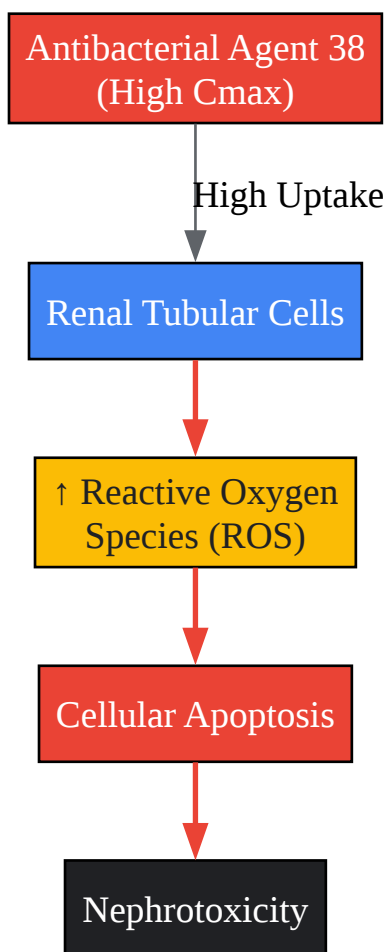 Antibacterial Agent 38
(High Cmax)
High Uptake
Renal Tubular Cells
↑ Reactive Oxygen
Species (ROS)
Cellular Apoptosis
Nephrotoxicity